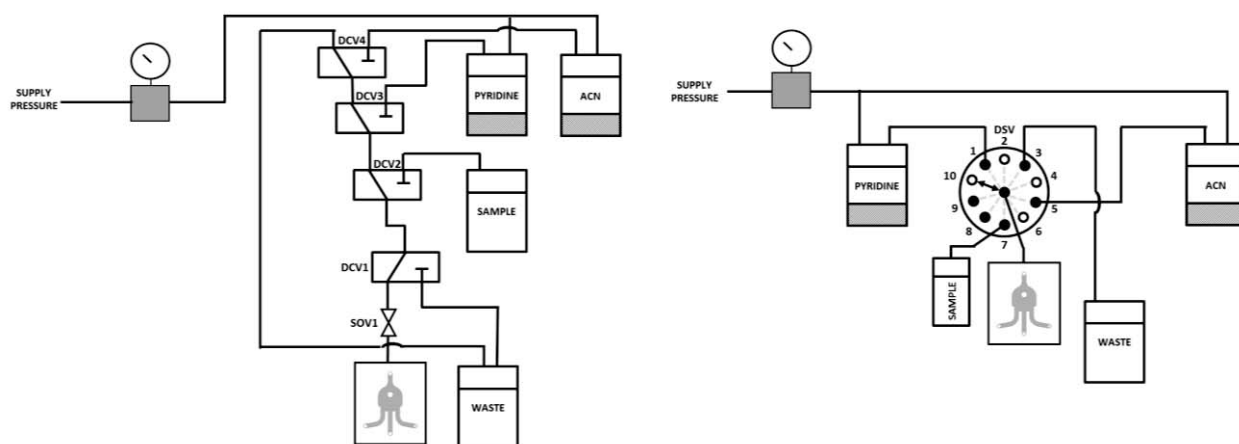 DCV4
DCV3
PYRIDINE
ACN
SUPPLY
PRESSURE
DCV2
SAMPLE
DCV1
SOV1
WASTE
SUPPLY
PRESSURE
DSV
1
2
3
4
5
6
7
8
9
10
PYRIDINE
ACN
SAMPLE
WASTE